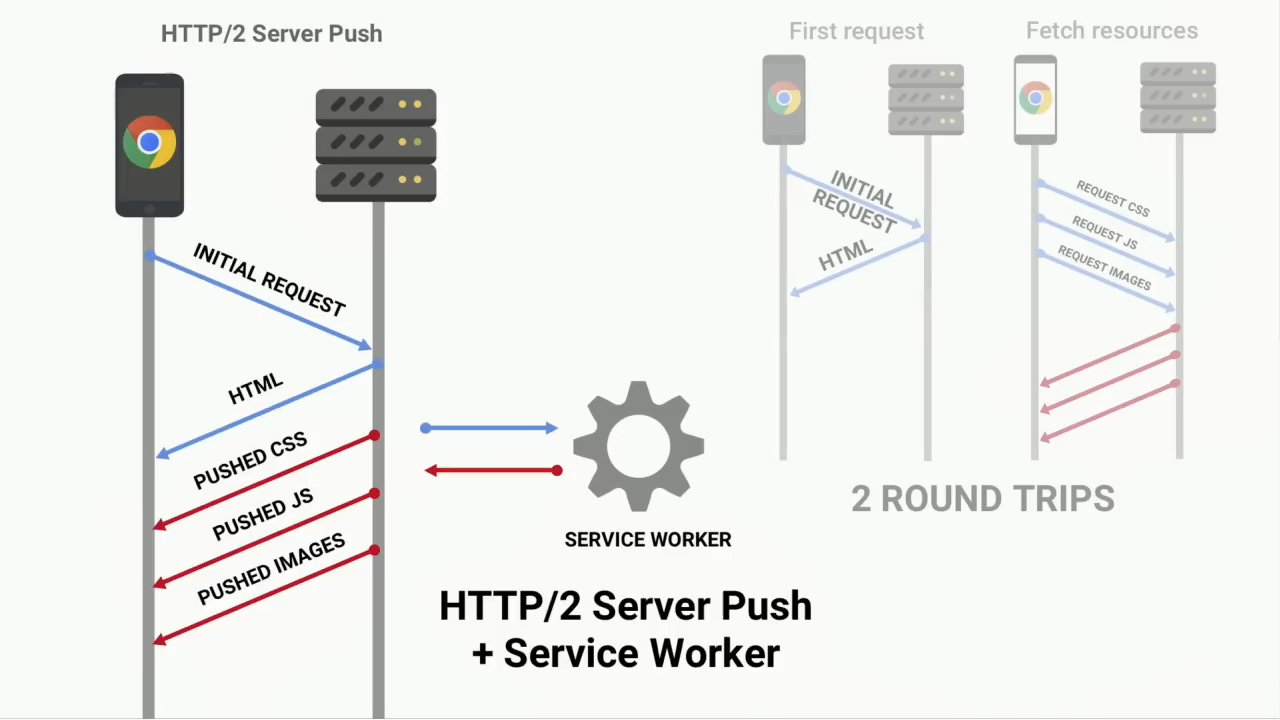 HTTP/2 Server Push
INITIAL REQUEST
HTML
PUSHED CSS
PUSHED JS
PUSHED IMAGES
SERVICE WORKER
HTTP/2 Server Push
+ Service Worker
First request
INITIAL
REQUEST
HTML
Fetch resources
REQUEST CSS
REQUEST JS
REQUEST IMAGES
2 ROUND TRIPS